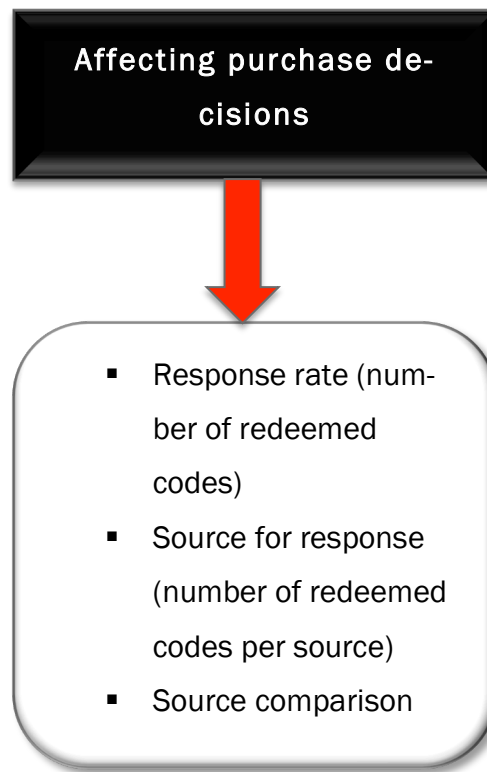 Affecting purchase de-
cisions
▪ Response rate (num-
ber of redeemed
codes)
▪ Source for response
(number of redeemed
codes per source)
▪ Source comparison